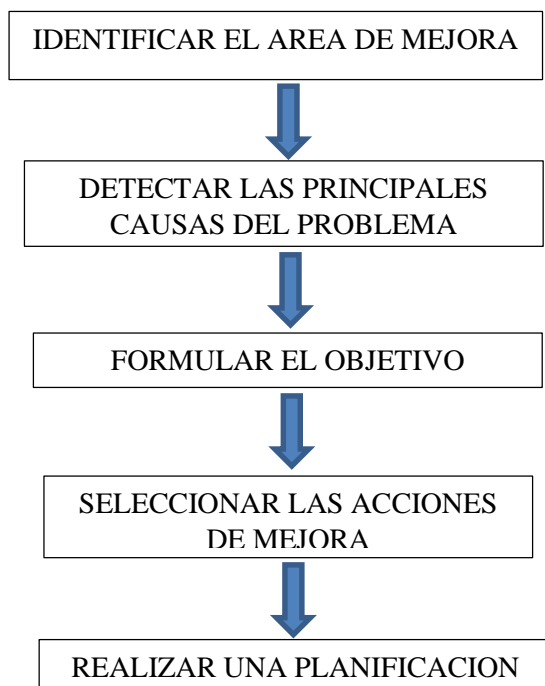 IDENTIFICAR EL AREA DE MEJORA
DETECTAR LAS PRINCIPALES
CAUSAS DEL PROBLEMA
FORMULAR EL OBJETIVO
SELECCIONAR LAS ACCIONES
DE MEJORA
REALIZAR UNA PLANIFICACION